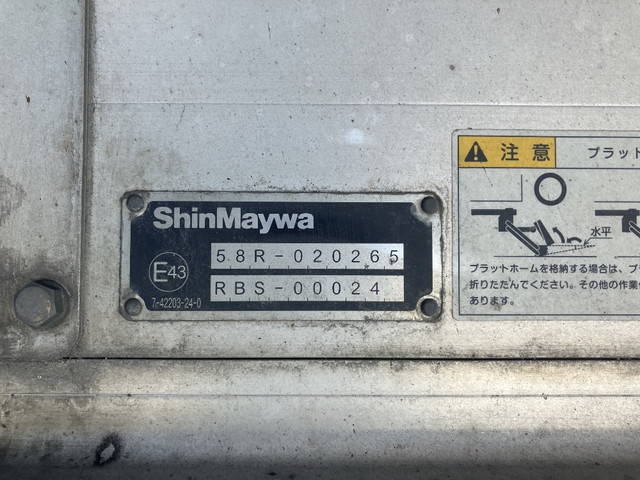 ShinMaywa
58R-020265
E43
RBS-00024
7r-42203-24-0
注意
プラット
水平
プラットホームを格納する場合は、プ
折りたたんでください。その他の作業
あります。